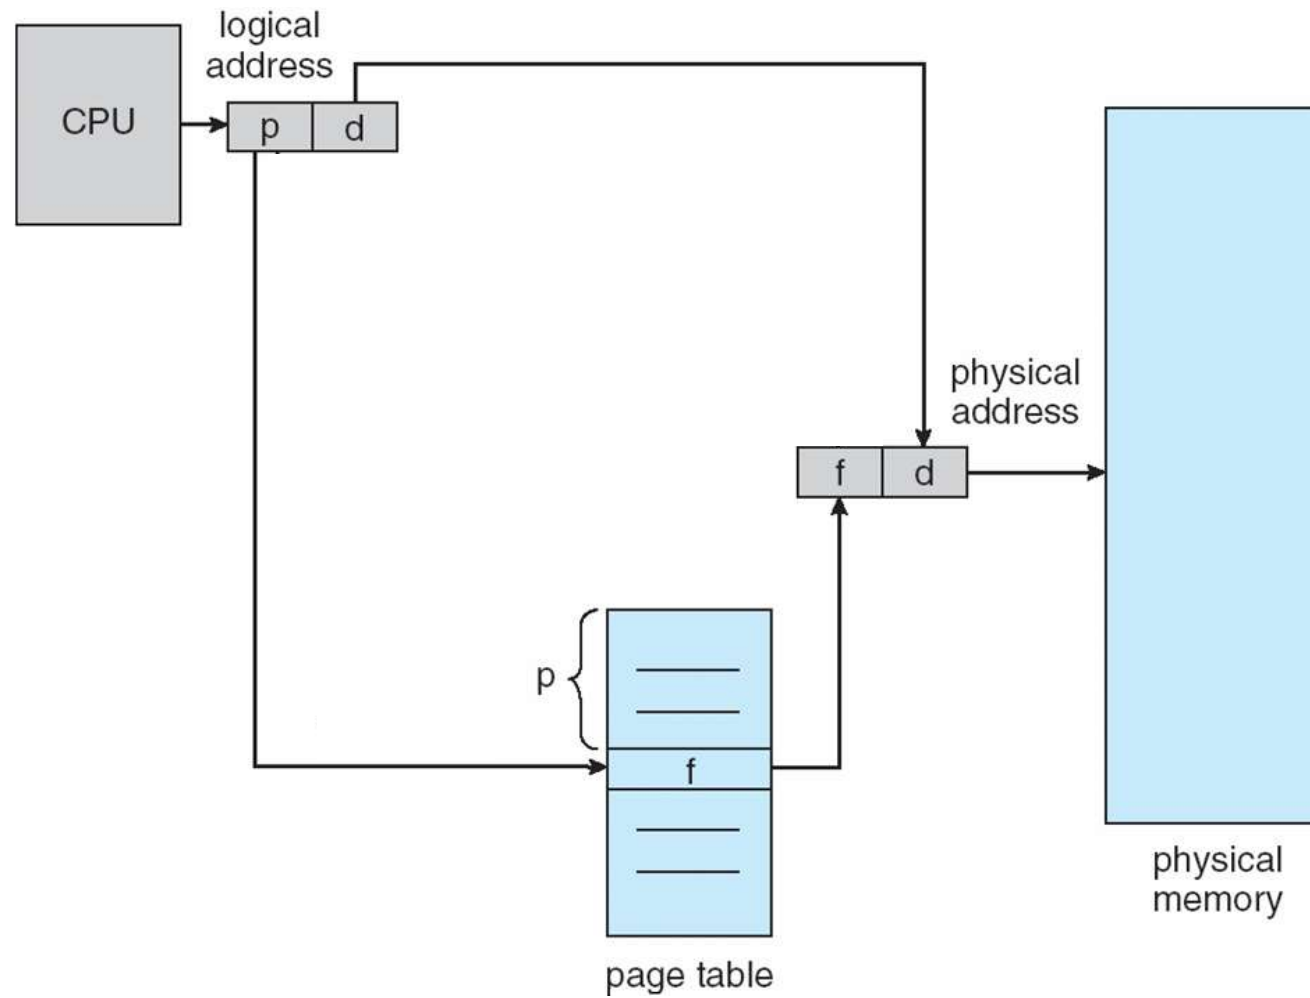 logical
address
CPU
p
d
physical
address
f
d
p
f
physical
memory
page table